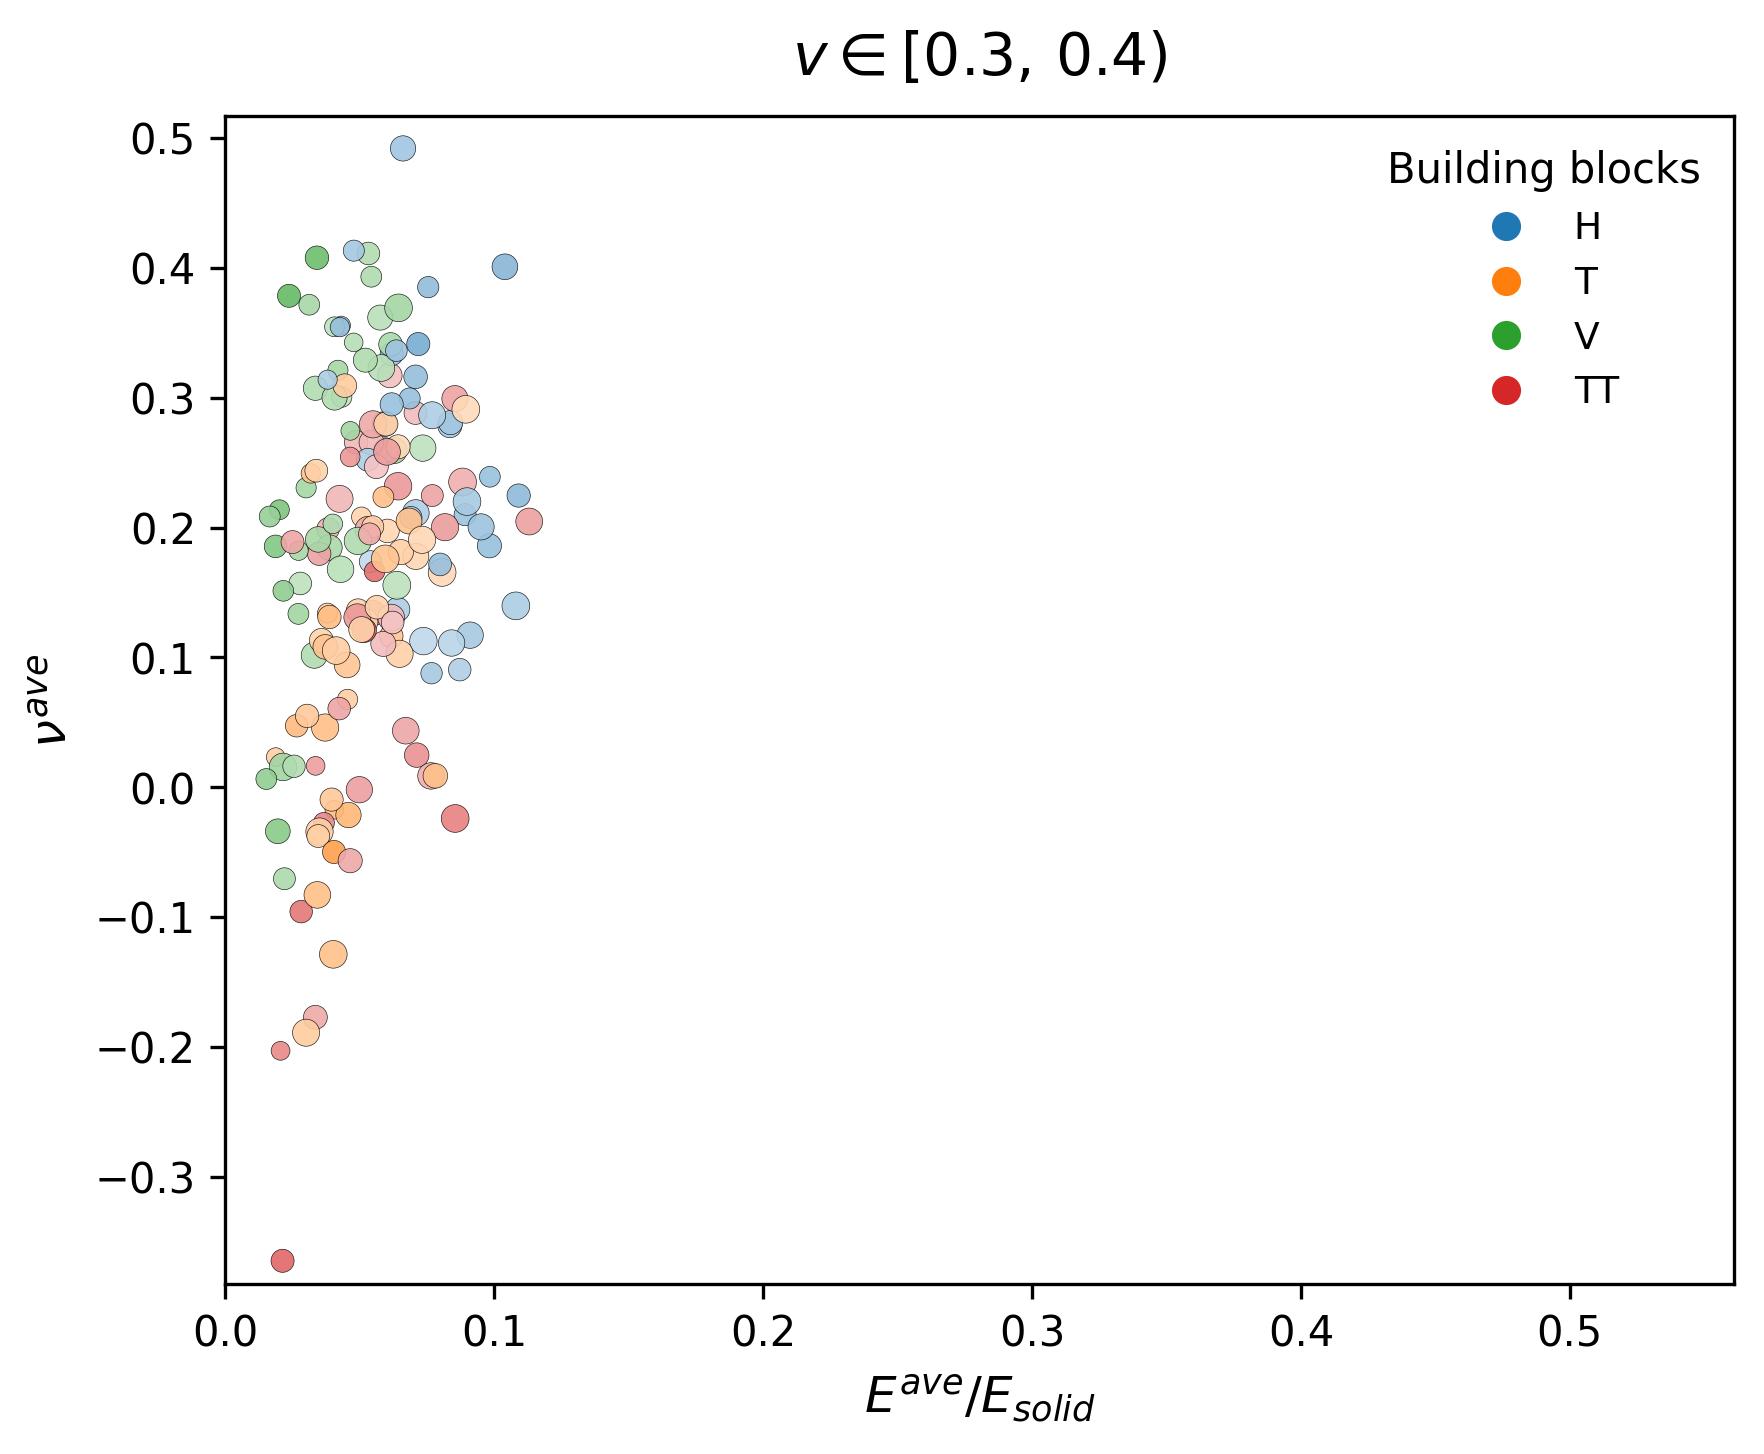 v ∈ [0.3, 0.4)
0.5
0.4
0.3
0.2
0.1
0.0
−0.1
−0.2
−0.3
ν^{ave}
Building blocks
H
T
V
TT
0.0 0.1 0.2 0.3 0.4 0.5
E^{ave}/E_{solid}